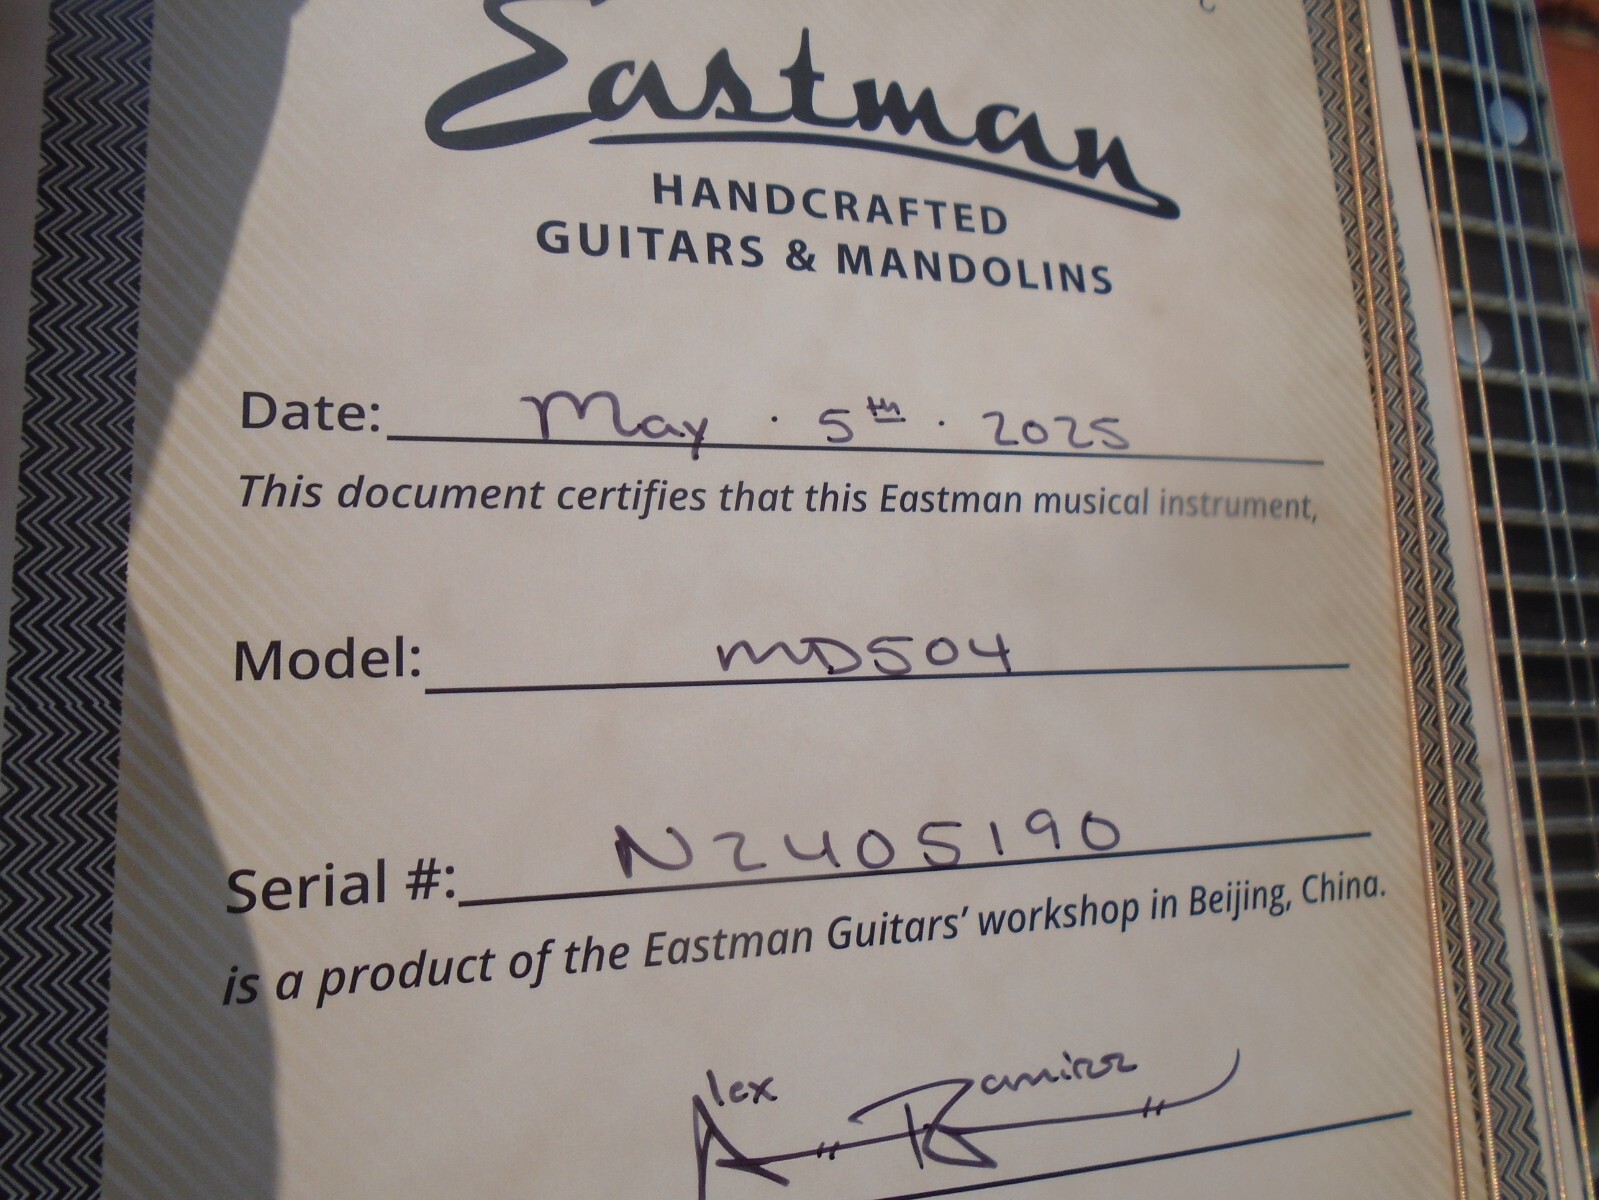 Eastman
HANDCRAFTED
GUITARS & MANDOLINS
Date: May · 5th · 2025
This document certifies that this Eastman musical instrument,
Model: MD504
Serial #: N2405190
is a product of the Eastman Guitars' workshop in Beijing, China.
Alex Ramirez